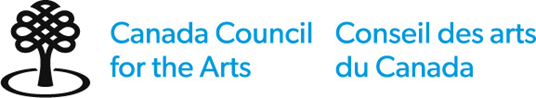 Canada Council
for the Arts
Conseil des arts
du Canada